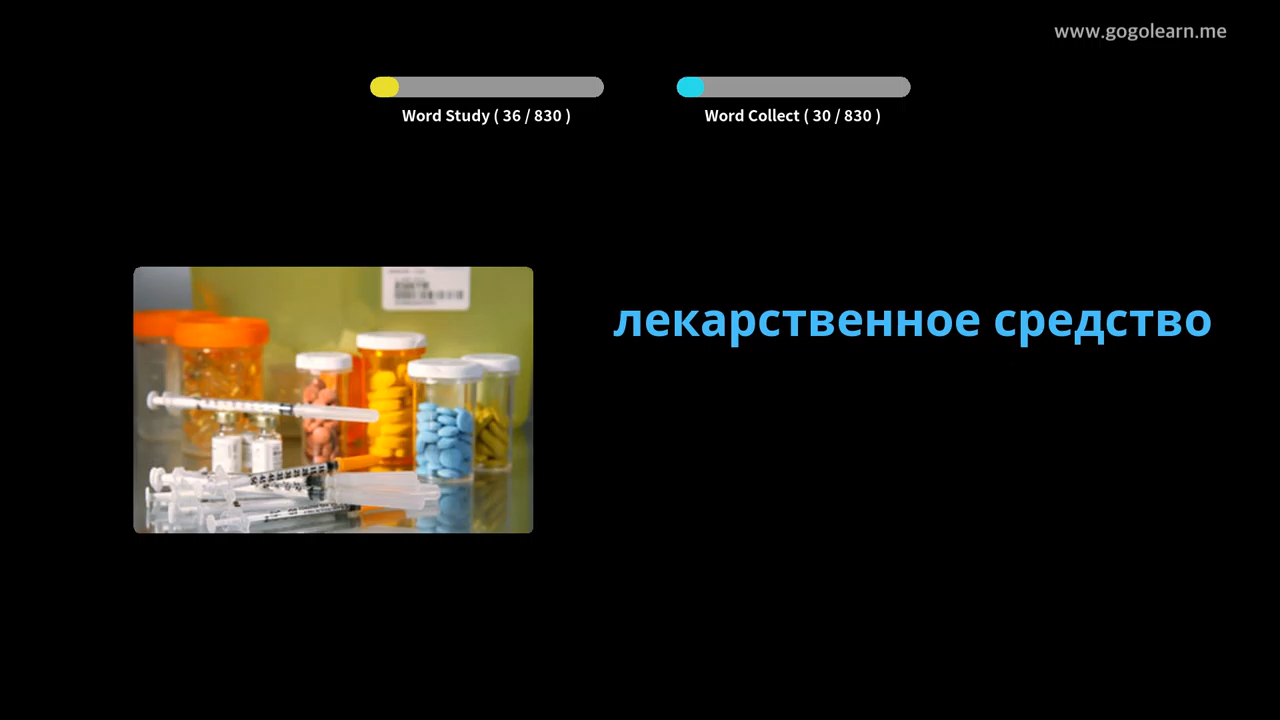 www.gogolearn.me
Word Study ( 36 / 830 )
Word Collect ( 30 / 830 )
лекарственное средство